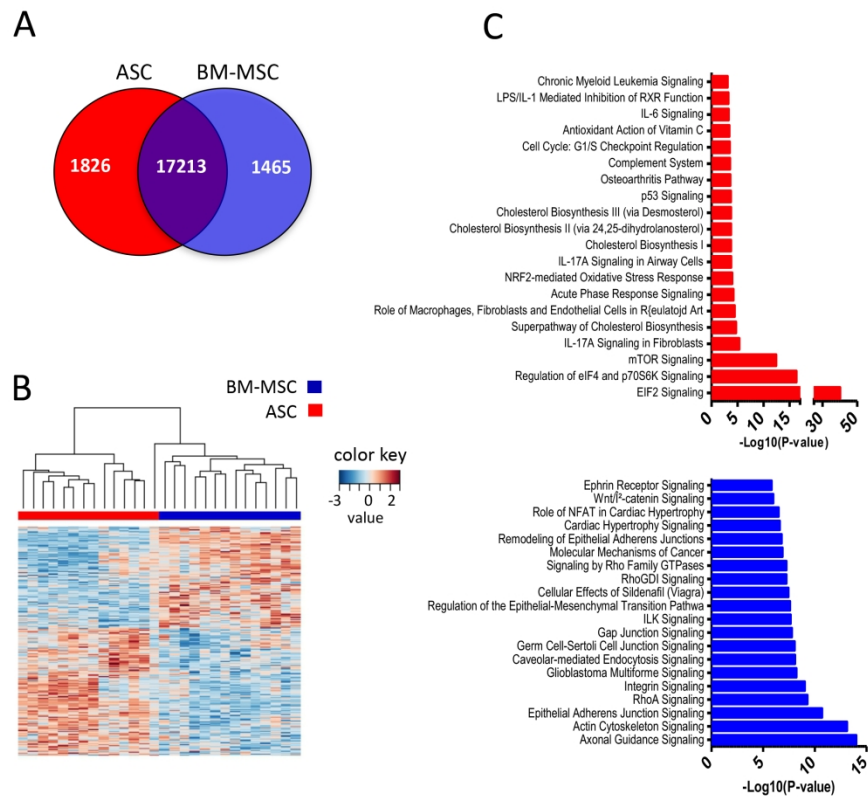 A
ASC
BM-MSC
1826
17213
1465
B
BM-MSC
ASC
color key
-3 0 2
value
C
Chronic Myeloid Leukemia Signaling
LPS/IL-1 Mediated Inhibition of RXR Function
IL-6 Signaling
Antioxidant Action of Vitamin C
Cell Cycle: G1/S Checkpoint Regulation
Complement System
Osteoarthritis Pathway
p53 Signaling
Cholesterol Biosynthesis III (via Desmosterol)
Cholesterol Biosynthesis II (via 24,25-dihydrolanosterol)
Cholesterol Biosynthesis I
IL-17A Signaling in Airway Cells
NRF2-mediated Oxidative Stress Response
Acute Phase Response Signaling
Role of Macrophages, Fibroblasts and Endothelial Cells in R{eulatojd Art
Superpathway of Cholesterol Biosynthesis
IL-17A Signaling in Fibroblasts
mTOR Signaling
Regulation of eIF4 and p70S6K Signaling
EIF2 Signaling
0 5 10 15 30 50
-Log10(P-value)
Ephrin Receptor Signaling
Wnt/Î²-catenin Signaling
Role of NFAT in Cardiac Hypertrophy
Cardiac Hypertrophy Signaling
Remodeling of Epithelial Adherens Junctions
Molecular Mechanisms of Cancer
Signaling by Rho Family GTPases
RhoGDI Signaling
Cellular Effects of Sildenafil (Viagra)
Regulation of the Epithelial-Mesenchymal Transition Pathwa
ILK Signaling
Gap Junction Signaling
Germ Cell-Sertoli Cell Junction Signaling
Caveolar-mediated Endocytosis Signaling
Glioblastoma Multiforme Signaling
Integrin Signaling
RhoA Signaling
Epithelial Adherens Junction Signaling
Actin Cytoskeleton Signaling
Axonal Guidance Signaling
0 5 10 15
-Log10(P-value)